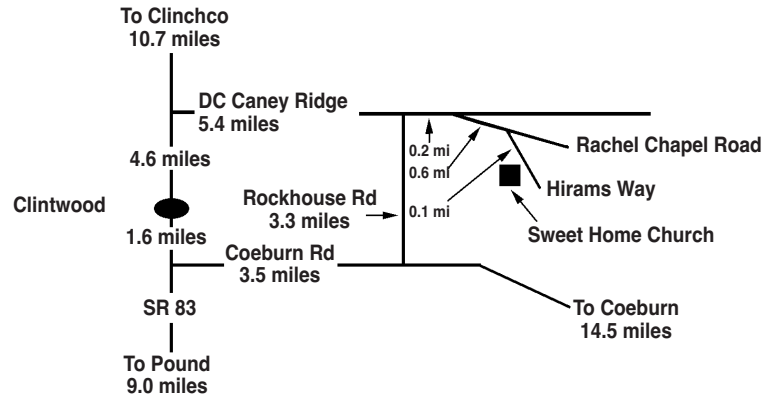 To Clinchco
10.7 miles
DC Caney Ridge
5.4 miles
4.6 miles
0.2 mi
0.6 mi
Rachel Chapel Road
Hirams Way
Clintwood
Rockhouse Rd
3.3 miles
0.1 mi
Sweet Home Church
1.6 miles
Coeburn Rd
3.5 miles
SR 83
To Coeburn
14.5 miles
To Pound
9.0 miles